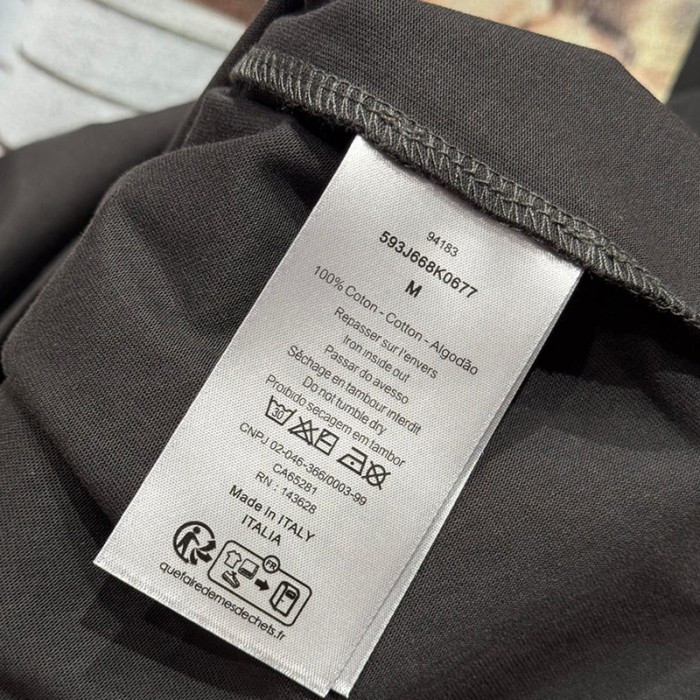 94183
593J668K0677
M
100% Coton - Cotton - Algodão
Repasser sur l'envers
Iron inside out
Passar do avesso
Séchage en tambour interdit
Do not tumble dry
Proibido secagem em tambor
30
CNPJ 02-046-366/0003-99
CA65281
RN : 143628
Made in ITALY
ITALIA
FR
quefairedemesdechets.fr